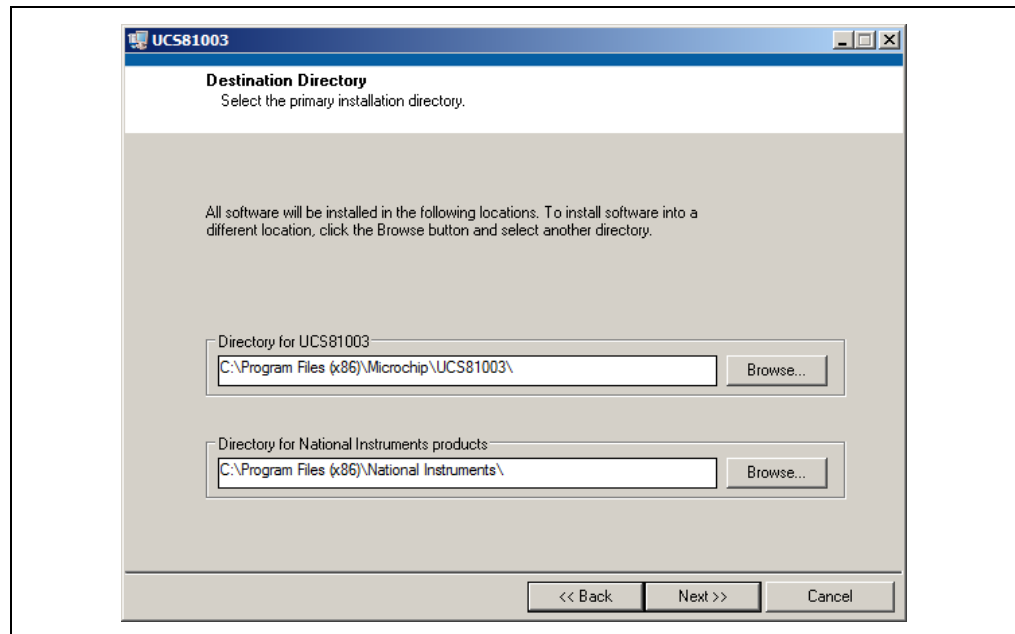 UCS81003
Destination Directory
Select the primary installation directory.
All software will be installed in the following locations. To install software into a
different location, click the Browse button and select another directory.
Directory for UCS81003
C:\Program Files (x86)\Microchip\UCS81003\
Browse...
Directory for National Instruments products
C:\Program Files (x86)\National Instruments\
Browse...
<< Back
Next >>
Cancel